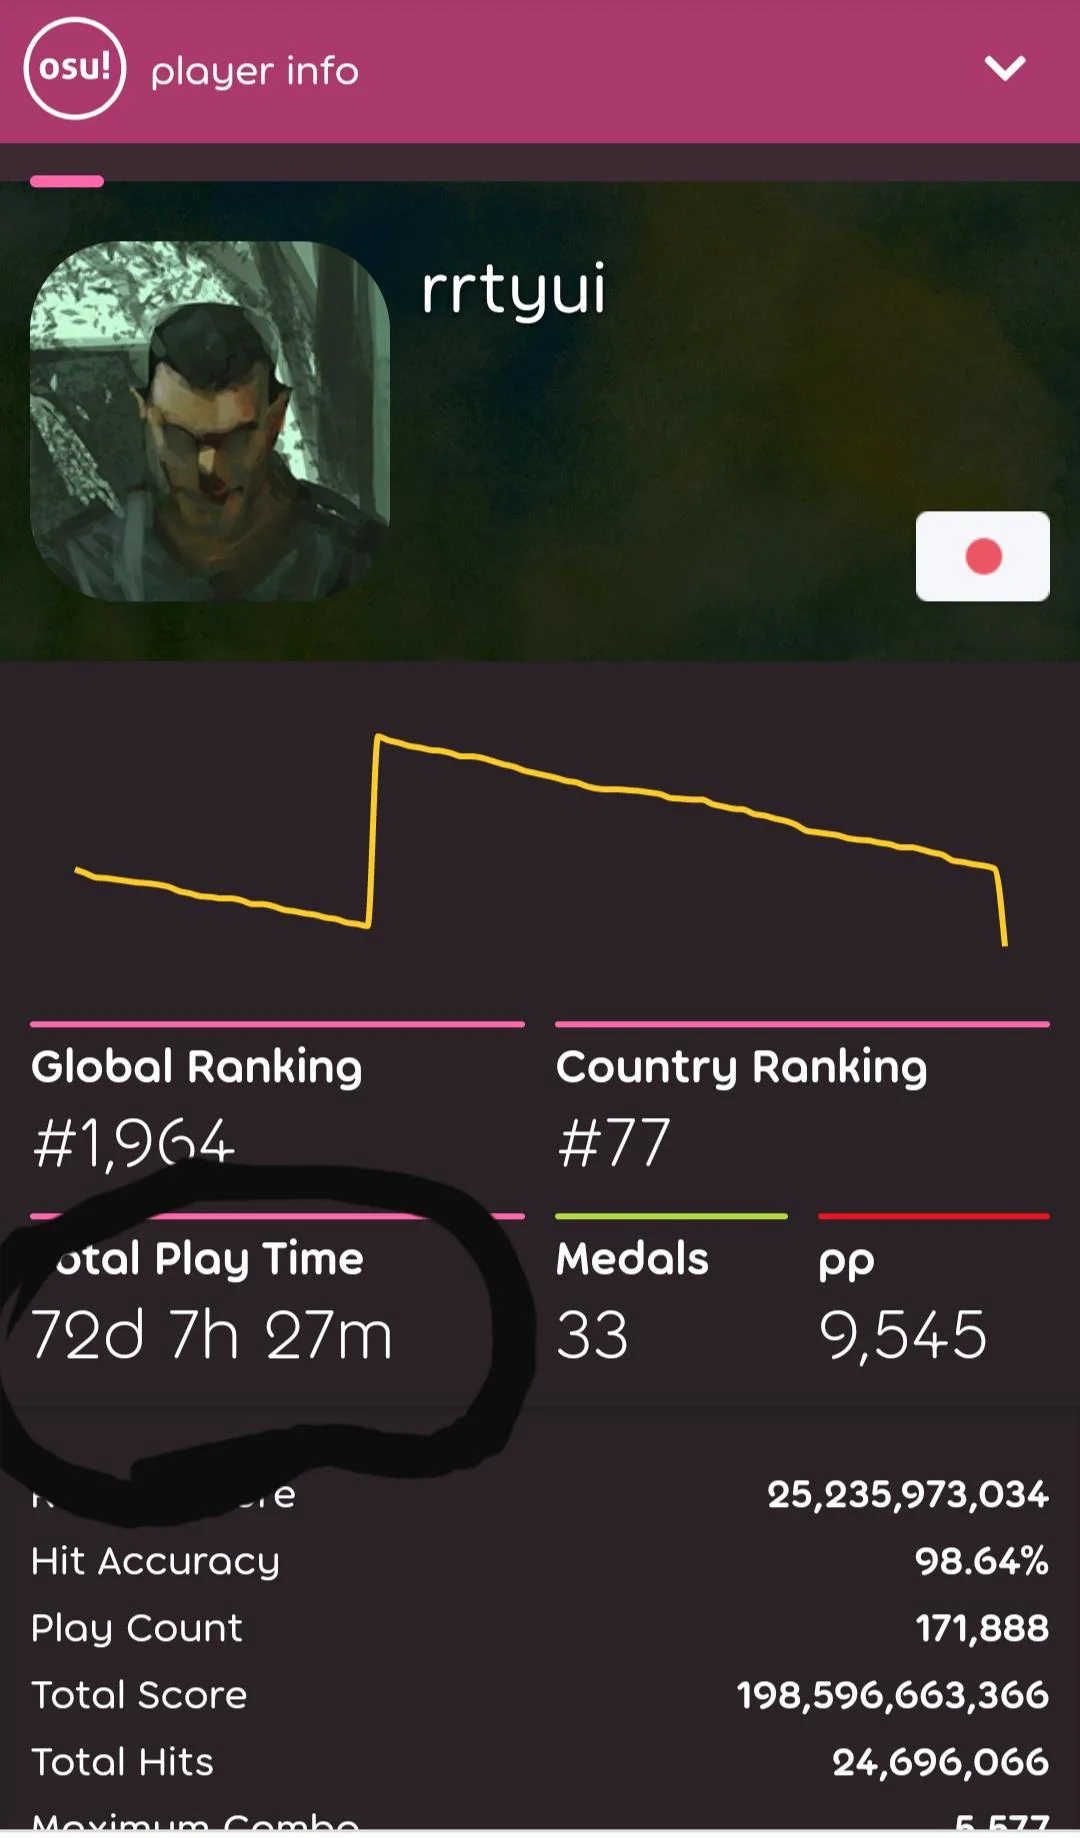 osu! player info
rrtyui
Global Ranking Country Ranking
#1,964 #77
otal Play Time Medals pp
72d 7h 27m 33 9,545
re 25,235,973,034
Hit Accuracy 98.64%
Play Count 171,888
Total Score 198,596,663,366
Total Hits 24,696,066
Maximum Combo 5,577